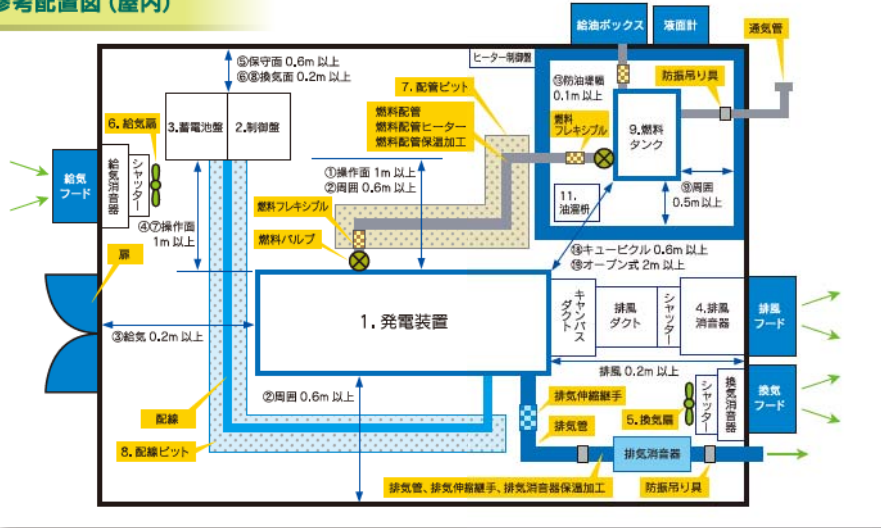 参考配置図（屋内）
給油ボックス
液面計
通気管
ヒーター制御盤
⑤保守面 0.6m 以上
⑥⑧換気面 0.2m 以上
⑬防油堤幅
0.1m 以上
防振吊り具
7. 配管ピット
燃料配管
燃料配管ヒーター
燃料配管保温加工
燃料
フレキシブル
9. 燃料
タンク
6. 給気扇
3. 蓄電池盤
2. 制御盤
給気
フード
給気消音器
シャッター
①操作面 1m 以上
②周囲 0.6m 以上
⑨周囲
0.5m以上
11.
油溜枡
④⑦操作面
1m 以上
燃料フレキシブル
燃料バルブ
扉
⑭キュービクル 0.6m 以上
⑯オープン式 2m 以上
1. 発電装置
キャンバス
ダクト
排風
ダクト
シャッター
4. 排風
消音器
排風
フード
③給気 0.2m 以上
排風 0.2m 以上
②周囲 0.6m 以上
配線
8. 配線ピット
排気伸縮継手
排気管
5. 換気扇
シャッター
換気消音器
換気
フード
排気消音器
排気管、排気伸縮継手、排気消音器保温加工
防振吊り具